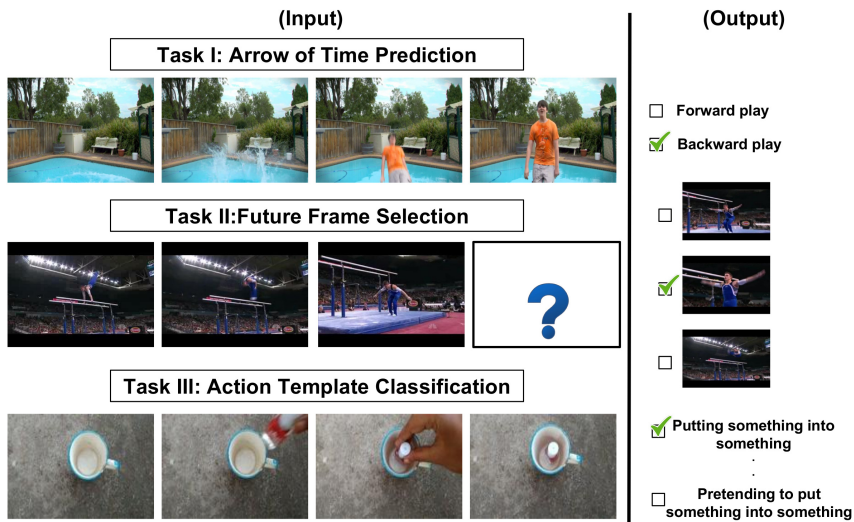 (Input)
(Output)
Task I: Arrow of Time Prediction
Forward play
Backward play
Task II:Future Frame Selection
?
Task III: Action Template Classification
Putting something into
something
.
.
Pretending to put
something into something